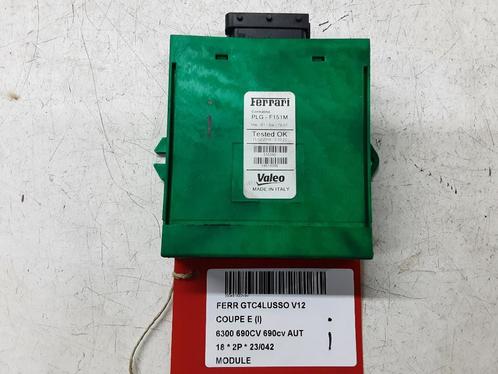 Ferrari
PLG - F151M
Tested OK
Valeo
MADE IN ITALY
FERR GTC4LUSSO V12
COUPE E (I)
6300 690CV 690cv AUT
18 * 2P * 23/042
MODULE